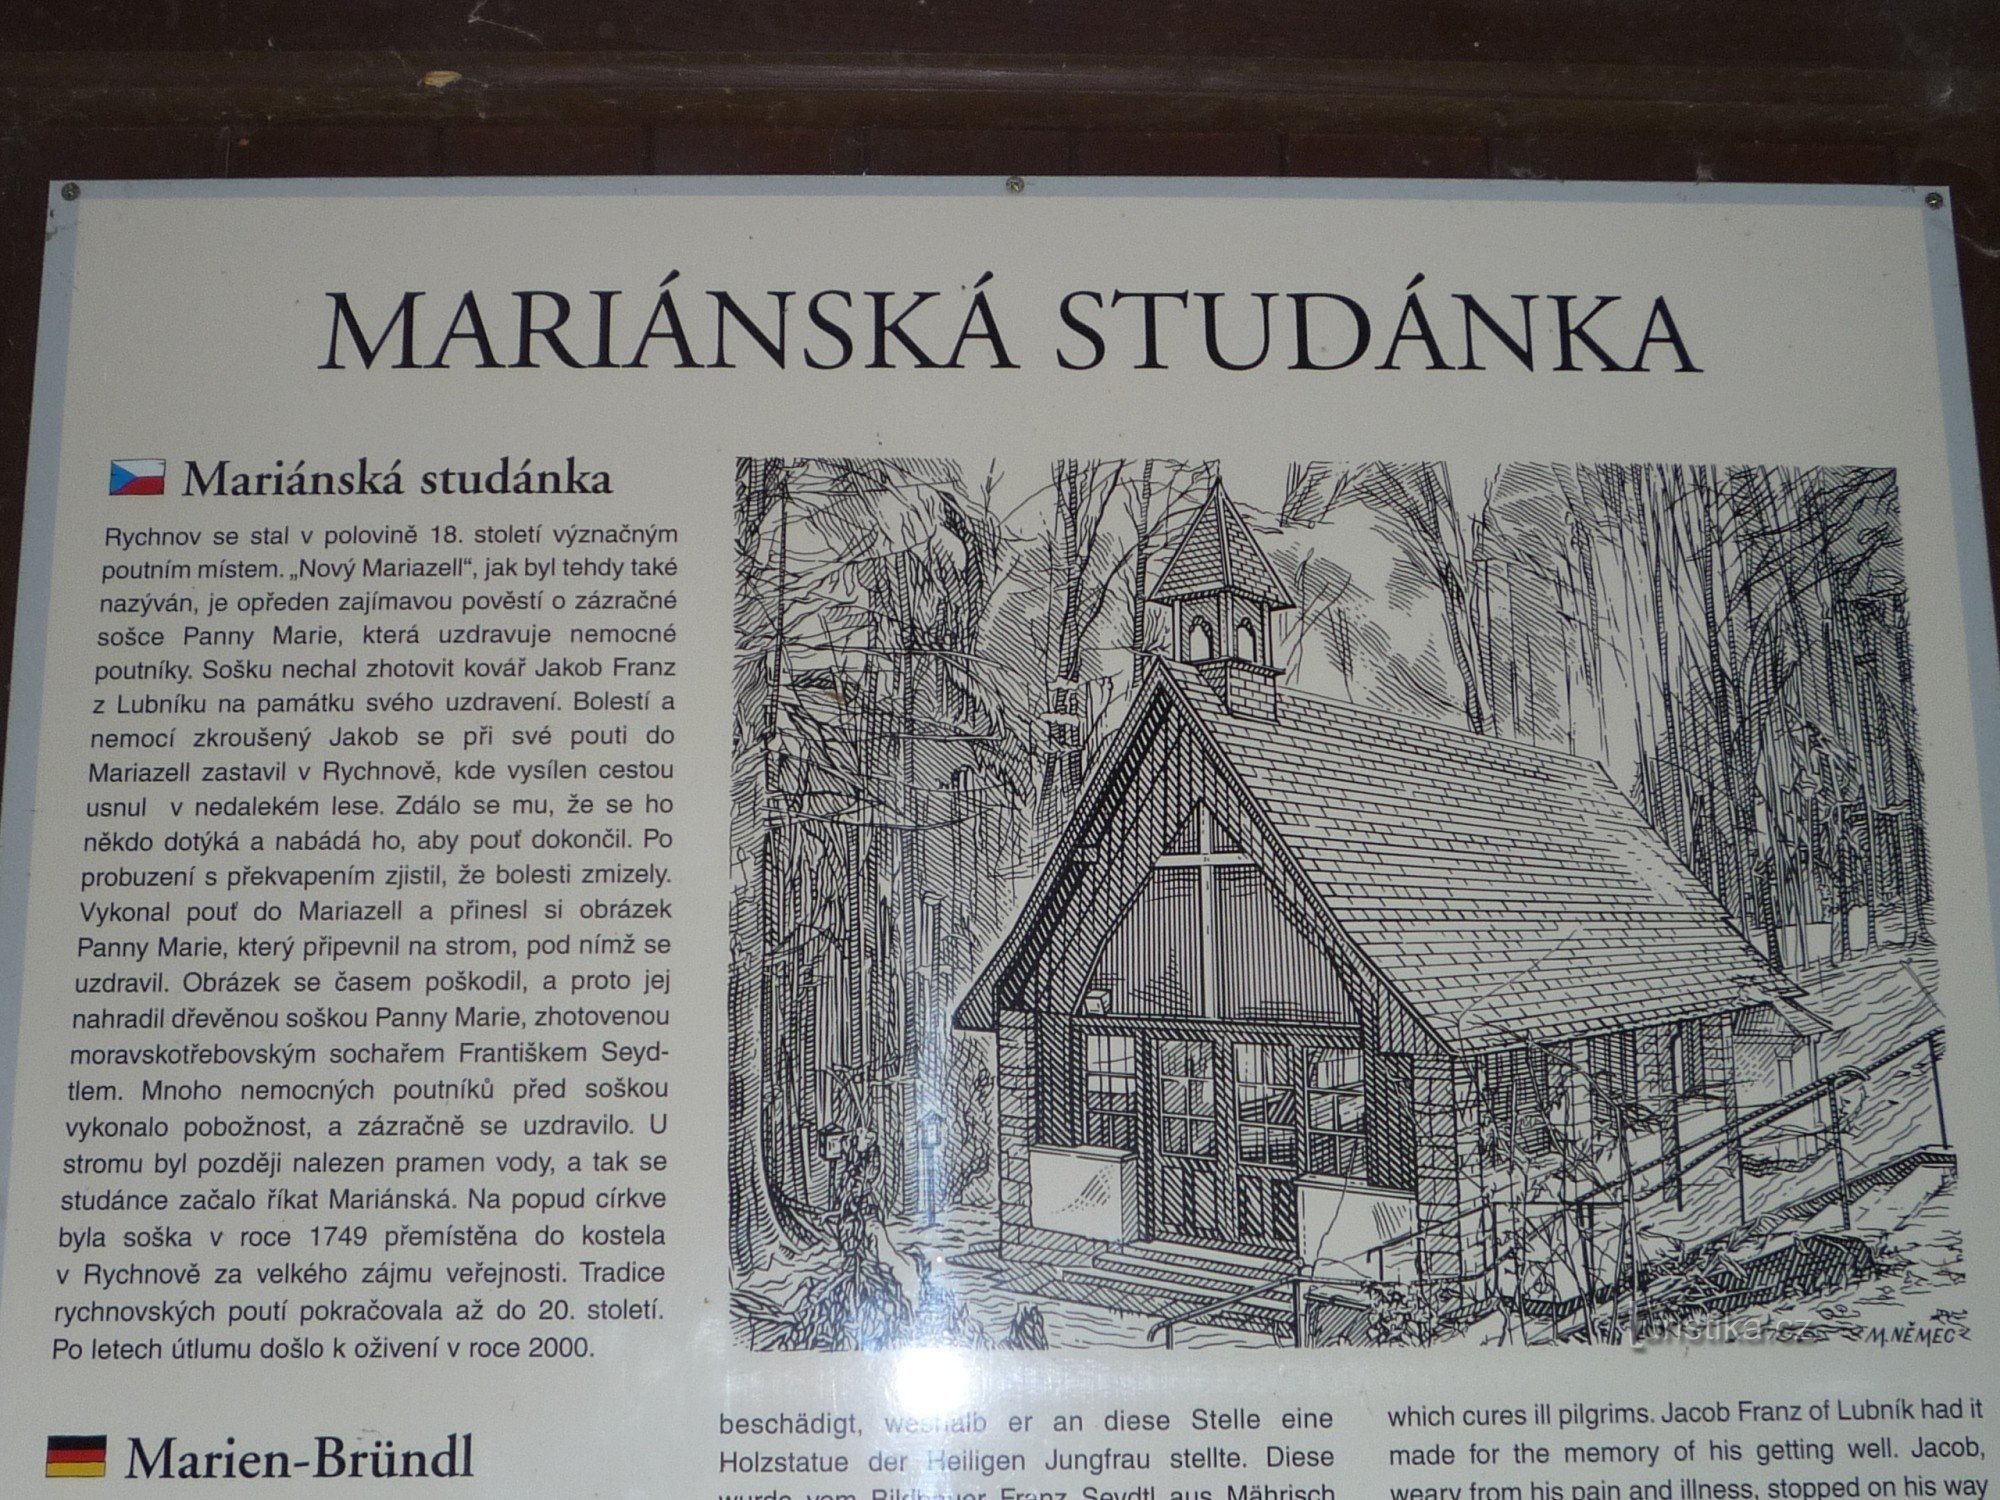 MARIÁNSKÁ STUDÁNKA
Mariánská studánka
Rychnov se stal v polovině 18. století význačným
poutním místem. „Nový Mariazell“, jak byl tehdy také
nazýván, je opředen zajímavou pověstí o zázračné
sošce Panny Marie, která uzdravuje nemocné
poutníky. Sošku nechal zhotovit kovář Jakob Franz
z Lubníku na památku svého uzdravení. Bolestí a
nemocí zkroušený Jakob se při své pouti do
Mariazell zastavil v Rychnově, kde vysílen cestou
usnul v nedalekém lese. Zdálo se mu, že se ho
někdo dotýká a nabádá ho, aby pouť dokončil. Po
probuzení s překvapením zjistil, že bolesti zmizely.
Vykonal pouť do Mariazell a přinesl si obrázek
Panny Marie, který připevnil na strom, pod nímž se
uzdravil. Obrázek se časem poškodil, a proto jej
nahradil dřevěnou soškou Panny Marie, zhotovenou
moravskotřebovským sochařem Františkem Seyd-
tlem. Mnoho nemocných poutníků před soškou
vykonalo pobožnost, a zázračně se uzdravilo. U
stromu byl později nalezen pramen vody, a tak se
studánce začalo říkat Mariánská. Na popud církve
byla soška v roce 1749 přemístěna do kostela
v Rychnově za velkého zájmu veřejnosti. Tradice
rychnovských poutí pokračovala až do 20. století.
Po letech útlumu došlo k oživení v roce 2000.
M.NĚMEC
turistika.cz
Marien-Bründl
beschädigt, weshalb er an diese Stelle eine
Holzstatue der Heiligen Jungfrau stellte. Diese
wurde vom Bildhauer Franz Seydtl aus Mährisch
which cures ill pilgrims. Jacob Franz of Lubník had it
made for the memory of his getting well. Jacob,
weary from his pain and illness, stopped on his way